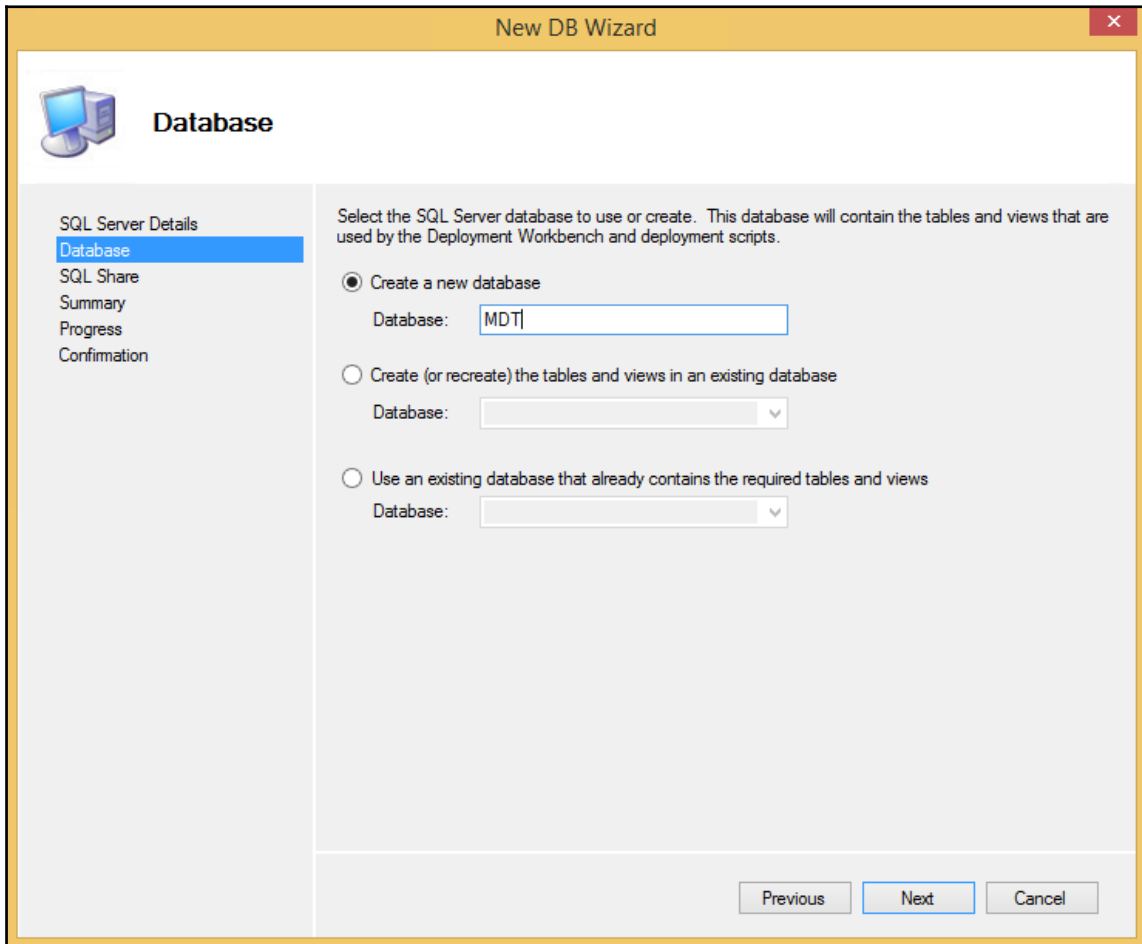 New DB Wizard
Database
SQL Server Details
Database
SQL Share
Summary
Progress
Confirmation
Select the SQL Server database to use or create.  This database will contain the tables and views that are
used by the Deployment Workbench and deployment scripts.
Create a new database
Database: MDT
Create (or recreate) the tables and views in an existing database
Database:
Use an existing database that already contains the required tables and views
Database:
Previous Next Cancel